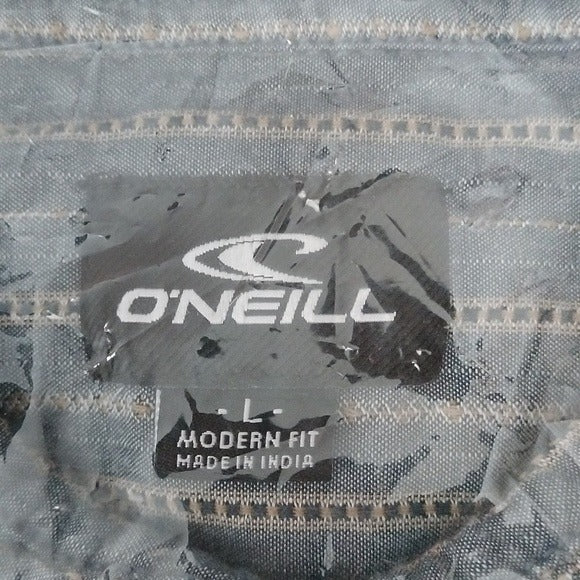 O'NEILL
- L -
MODERN FIT
MADE IN INDIA